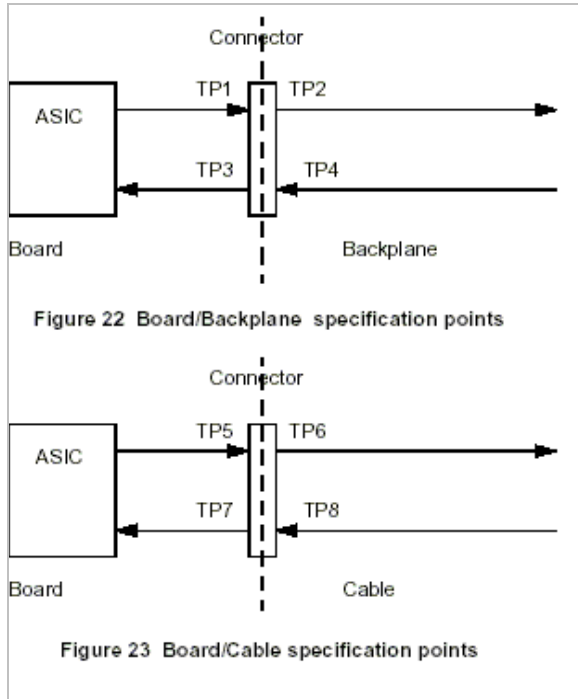 Connector
TP1 TP2
ASIC
TP3 TP4
Board Backplane
Figure 22 Board/Backplane specification points
Connector
TP5 TP6
ASIC
TP7 TP8
Board Cable
Figure 23 Board/Cable specification points